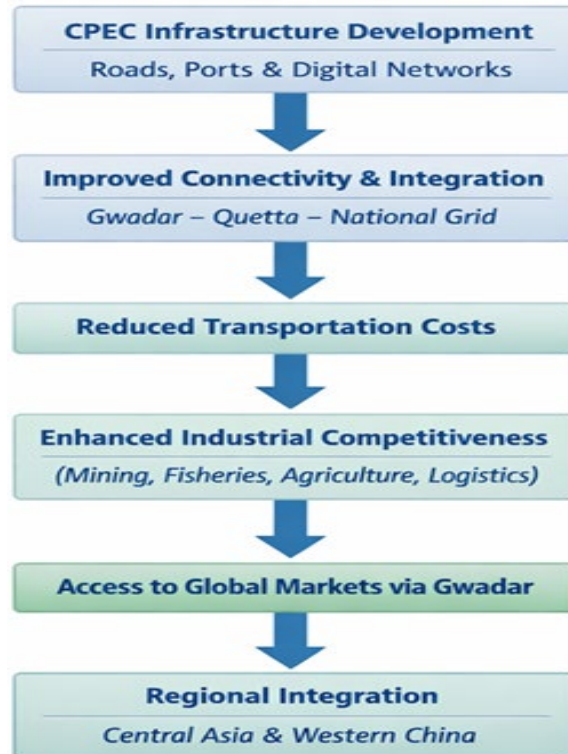 CPEC Infrastructure Development
Roads, Ports & Digital Networks
Improved Connectivity & Integration
Gwadar – Quetta – National Grid
Reduced Transportation Costs
Enhanced Industrial Competitiveness
(Mining, Fisheries, Agriculture, Logistics)
Access to Global Markets via Gwadar
Regional Integration
Central Asia & Western China